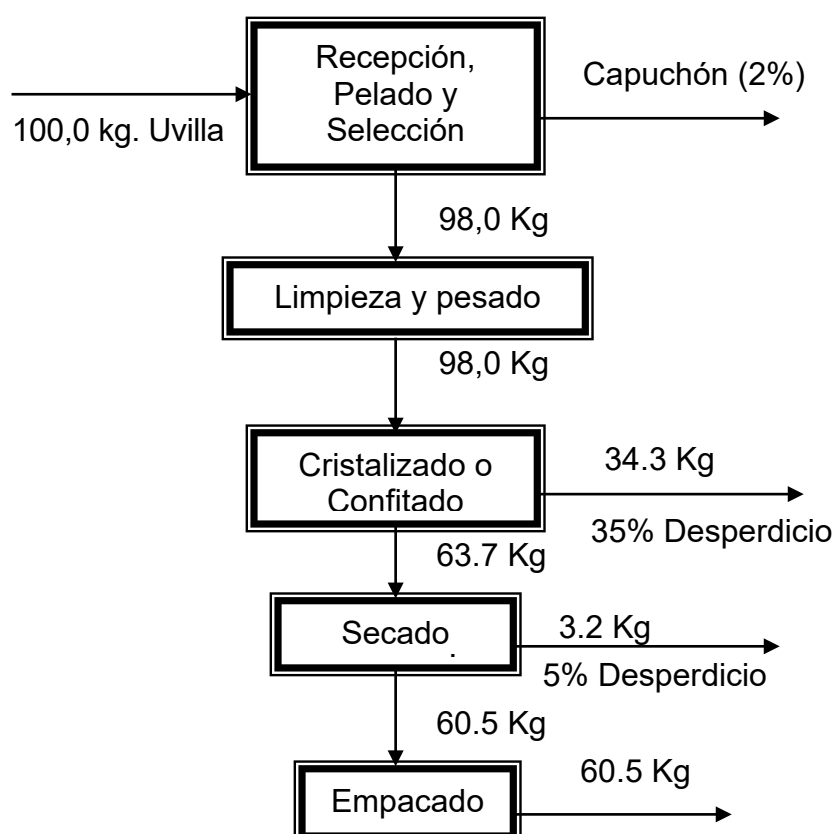 Recepción,
Pelado y
Selección
Capuchón (2%)
100,0 kg. Uvilla
98,0 Kg
Limpieza y pesado
98,0 Kg
Cristalizado o
Confitado
34.3 Kg
35% Desperdicio
63.7 Kg
Secado.
3.2 Kg
5% Desperdicio
60.5 Kg
Empacado
60.5 Kg